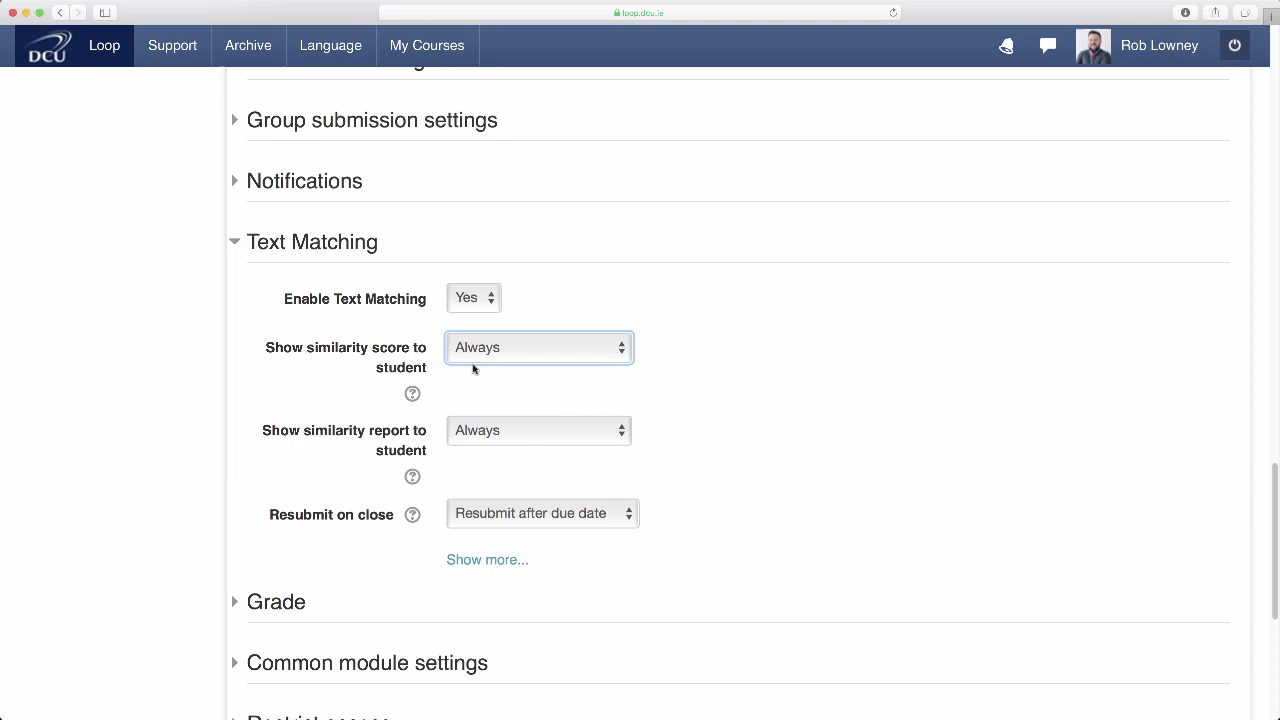 loop.dcu.ie
DCU
Loop
Support
Archive
Language
My Courses
Rob Lowney
Group submission settings
Notifications
Text Matching
Enable Text Matching
Yes
Show similarity score to
student
Always
Show similarity report to
student
Always
Resubmit on close
Resubmit after due date
Show more...
Grade
Common module settings